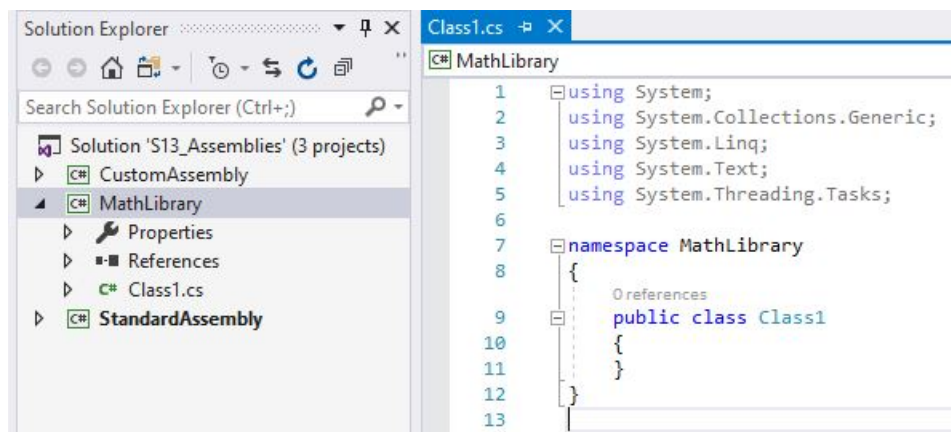 Solution Explorer
Search Solution Explorer (Ctrl+;)
Solution 'S13_Assemblies' (3 projects)
C# CustomAssembly
C# MathLibrary
Properties
References
C# Class1.cs
C# StandardAssembly
Class1.cs
C# MathLibrary
1 using System;
2 using System.Collections.Generic;
3 using System.Linq;
4 using System.Text;
5 using System.Threading.Tasks;
6
7 namespace MathLibrary
8 {
0 references
9 public class Class1
10 {
11 }
12 }
13